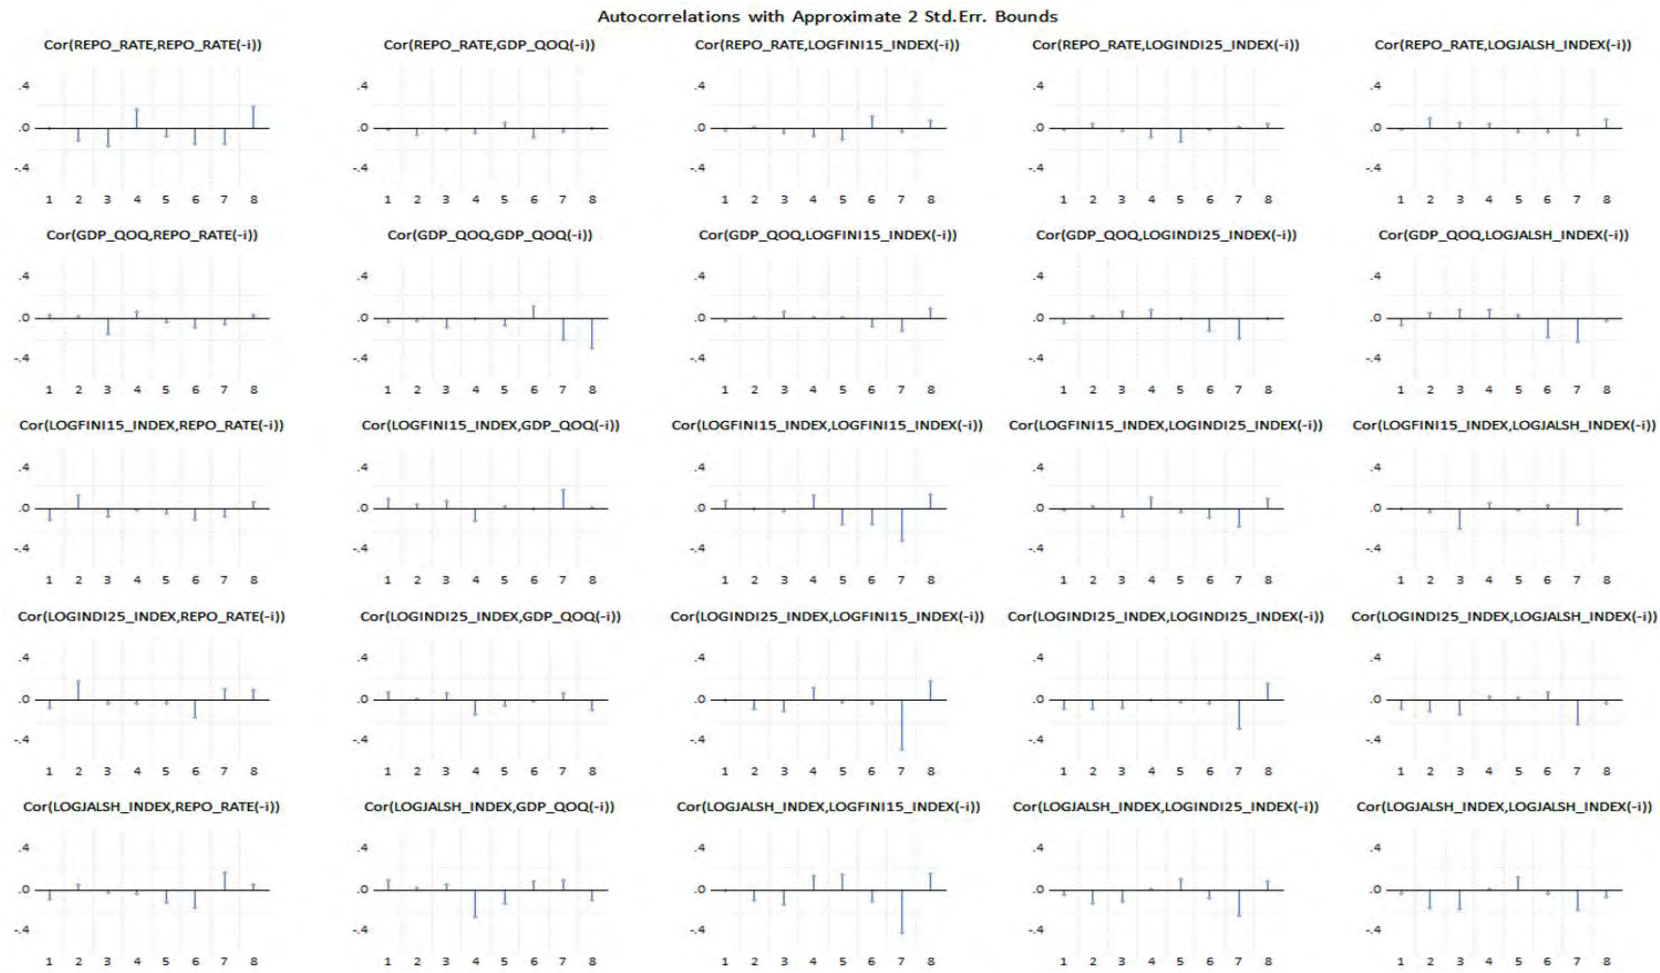 Autocorrelations with Approximate 2 Std.Err. Bounds
Cor(REPO_RATE,REPO_RATE(-i))
.4
.0
-.4
1 2 3 4 5 6 7 8
Cor(REPO_RATE,GDP_QOQ(-i))
.4
.0
-.4
1 2 3 4 5 6 7 8
Cor(REPO_RATE,LOGFINI15_INDEX(-i))
.4
.0
-.4
1 2 3 4 5 6 7 8
Cor(REPO_RATE,LOGINDI25_INDEX(-i))
.4
.0
-.4
1 2 3 4 5 6 7 8
Cor(REPO_RATE,LOGJALSH_INDEX(-i))
.4
.0
-.4
1 2 3 4 5 6 7 8
Cor(GDP_QOQ,REPO_RATE(-i))
.4
.0
-.4
1 2 3 4 5 6 7 8
Cor(GDP_QOQ,GDP_QOQ(-i))
.4
.0
-.4
1 2 3 4 5 6 7 8
Cor(GDP_QOQ,LOGFINI15_INDEX(-i))
.4
.0
-.4
1 2 3 4 5 6 7 8
Cor(GDP_QOQ,LOGINDI25_INDEX(-i))
.4
.0
-.4
1 2 3 4 5 6 7 8
Cor(GDP_QOQ,LOGJALSH_INDEX(-i))
.4
.0
-.4
1 2 3 4 5 6 7 8
Cor(LOGFINI15_INDEX,REPO_RATE(-i))
.4
.0
-.4
1 2 3 4 5 6 7 8
Cor(LOGFINI15_INDEX,GDP_QOQ(-i))
.4
.0
-.4
1 2 3 4 5 6 7 8
Cor(LOGFINI15_INDEX,LOGFINI15_INDEX(-i))
.4
.0
-.4
1 2 3 4 5 6 7 8
Cor(LOGFINI15_INDEX,LOGINDI25_INDEX(-i))
.4
.0
-.4
1 2 3 4 5 6 7 8
Cor(LOGFINI15_INDEX,LOGJALSH_INDEX(-i))
.4
.0
-.4
1 2 3 4 5 6 7 8
Cor(LOGINDI25_INDEX,REPO_RATE(-i))
.4
.0
-.4
1 2 3 4 5 6 7 8
Cor(LOGINDI25_INDEX,GDP_QOQ(-i))
.4
.0
-.4
1 2 3 4 5 6 7 8
Cor(LOGINDI25_INDEX,LOGFINI15_INDEX(-i))
.4
.0
-.4
1 2 3 4 5 6 7 8
Cor(LOGINDI25_INDEX,LOGINDI25_INDEX(-i))
.4
.0
-.4
1 2 3 4 5 6 7 8
Cor(LOGINDI25_INDEX,LOGJALSH_INDEX(-i))
.4
.0
-.4
1 2 3 4 5 6 7 8
Cor(LOGJALSH_INDEX,REPO_RATE(-i))
.4
.0
-.4
1 2 3 4 5 6 7 8
Cor(LOGJALSH_INDEX,GDP_QOQ(-i))
.4
.0
-.4
1 2 3 4 5 6 7 8
Cor(LOGJALSH_INDEX,LOGFINI15_INDEX(-i))
.4
.0
-.4
1 2 3 4 5 6 7 8
Cor(LOGJALSH_INDEX,LOGINDI25_INDEX(-i))
.4
.0
-.4
1 2 3 4 5 6 7 8
Cor(LOGJALSH_INDEX,LOGJALSH_INDEX(-i))
.4
.0
-.4
1 2 3 4 5 6 7 8